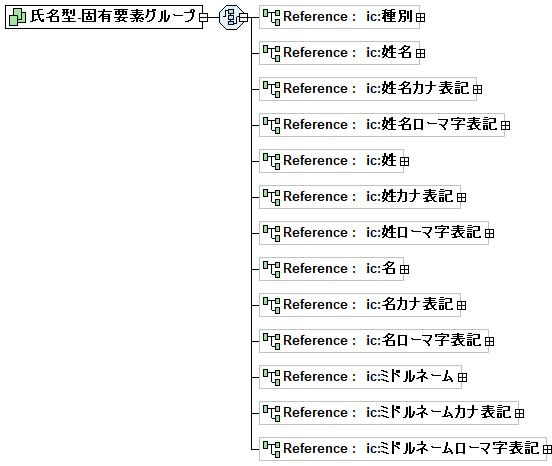 氏名型-固有要素グループ
Reference : ic:種別
Reference : ic:姓名
Reference : ic:姓名カナ表記
Reference : ic:姓名ローマ字表記
Reference : ic:姓
Reference : ic:姓カナ表記
Reference : ic:姓ローマ字表記
Reference : ic:名
Reference : ic:名カナ表記
Reference : ic:名ローマ字表記
Reference : ic:ミドルネーム
Reference : ic:ミドルネームカナ表記
Reference : ic:ミドルネームローマ字表記